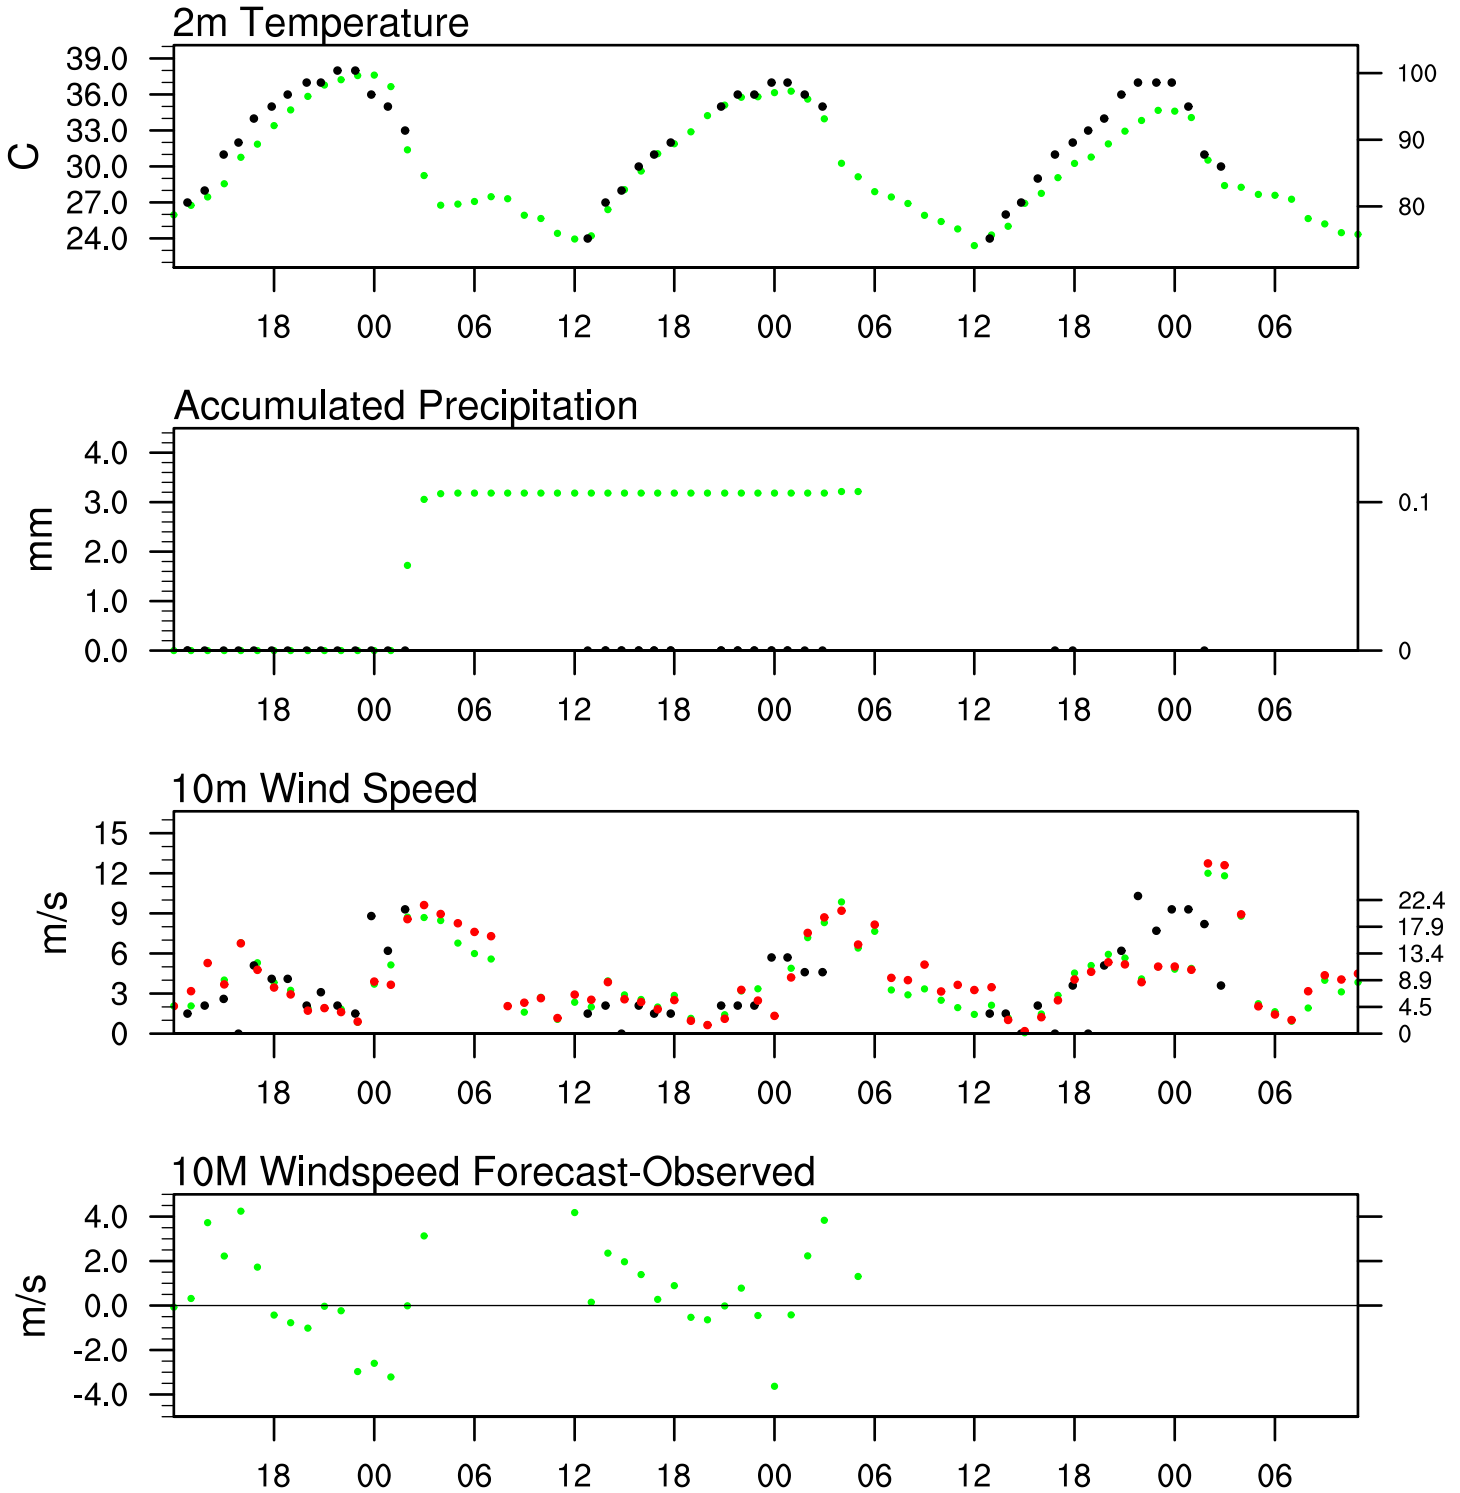 2m Temperature
39.0
36.0
33.0
30.0
27.0
24.0
C
100
90
80
18 00 06 12 18 00 06 12 18 00 06
Accumulated Precipitation
4.0
3.0
2.0
1.0
0.0
mm
0.1
0
18 00 06 12 18 00 06 12 18 00 06
10m Wind Speed
15
12
9
6
3
0
m/s
22.4
17.9
13.4
8.9
4.5
0
18 00 06 12 18 00 06 12 18 00 06
10M Windspeed Forecast-Observed
4.0
2.0
0.0
-2.0
-4.0
m/s
18 00 06 12 18 00 06 12 18 00 06